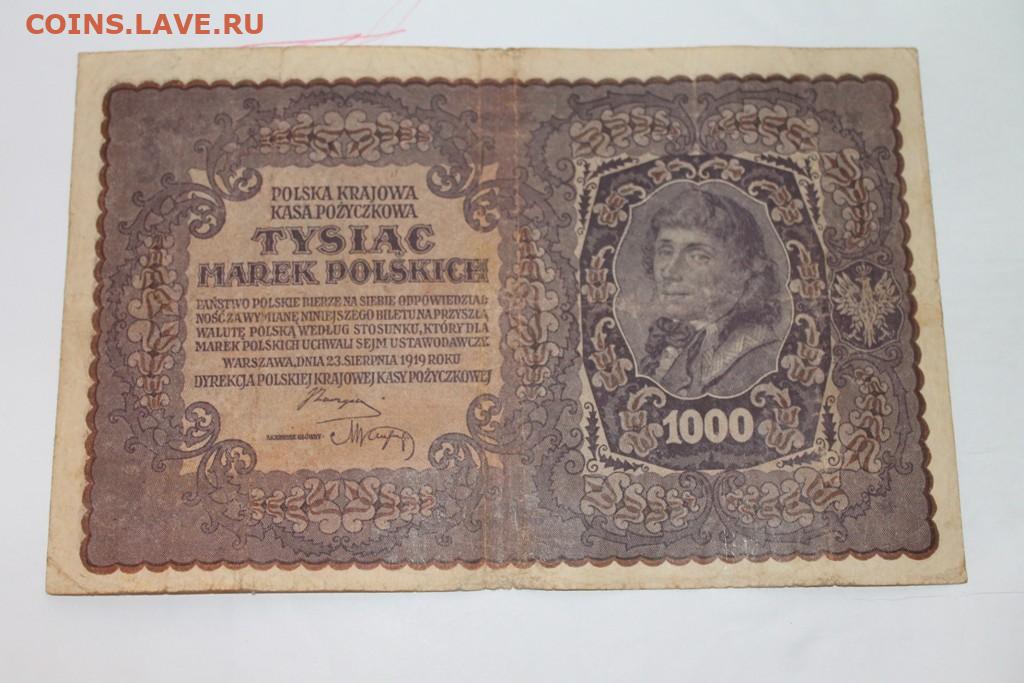 COINS.LAVE.RU
POLSKA KRAJOWA
KASA POŻYCZKOWA
TYSIĄC
MAREK POLSKICH
PAŃSTWO POLSKIE BIERZE NA SIEBIE ODPOWIEDZIAL
NOŚĆ ZA WYMIANĘ NINIEJSZEGO BILETU NA PRZYSZŁĄ
WALUTĘ POLSKĄ WEDŁUG STOSUNKU, KTÓRY DLA
MAREK POLSKICH UCHWALI SEJM USTAWODAWCZY.
WARSZAWA, DNIA 23. SIERPNIA 1919 ROKU
DYREKCJA POLSKIEJ KRAJOWEJ KASY POŻYCZKOWEJ
SKARBNIK GŁÓWNY
1000